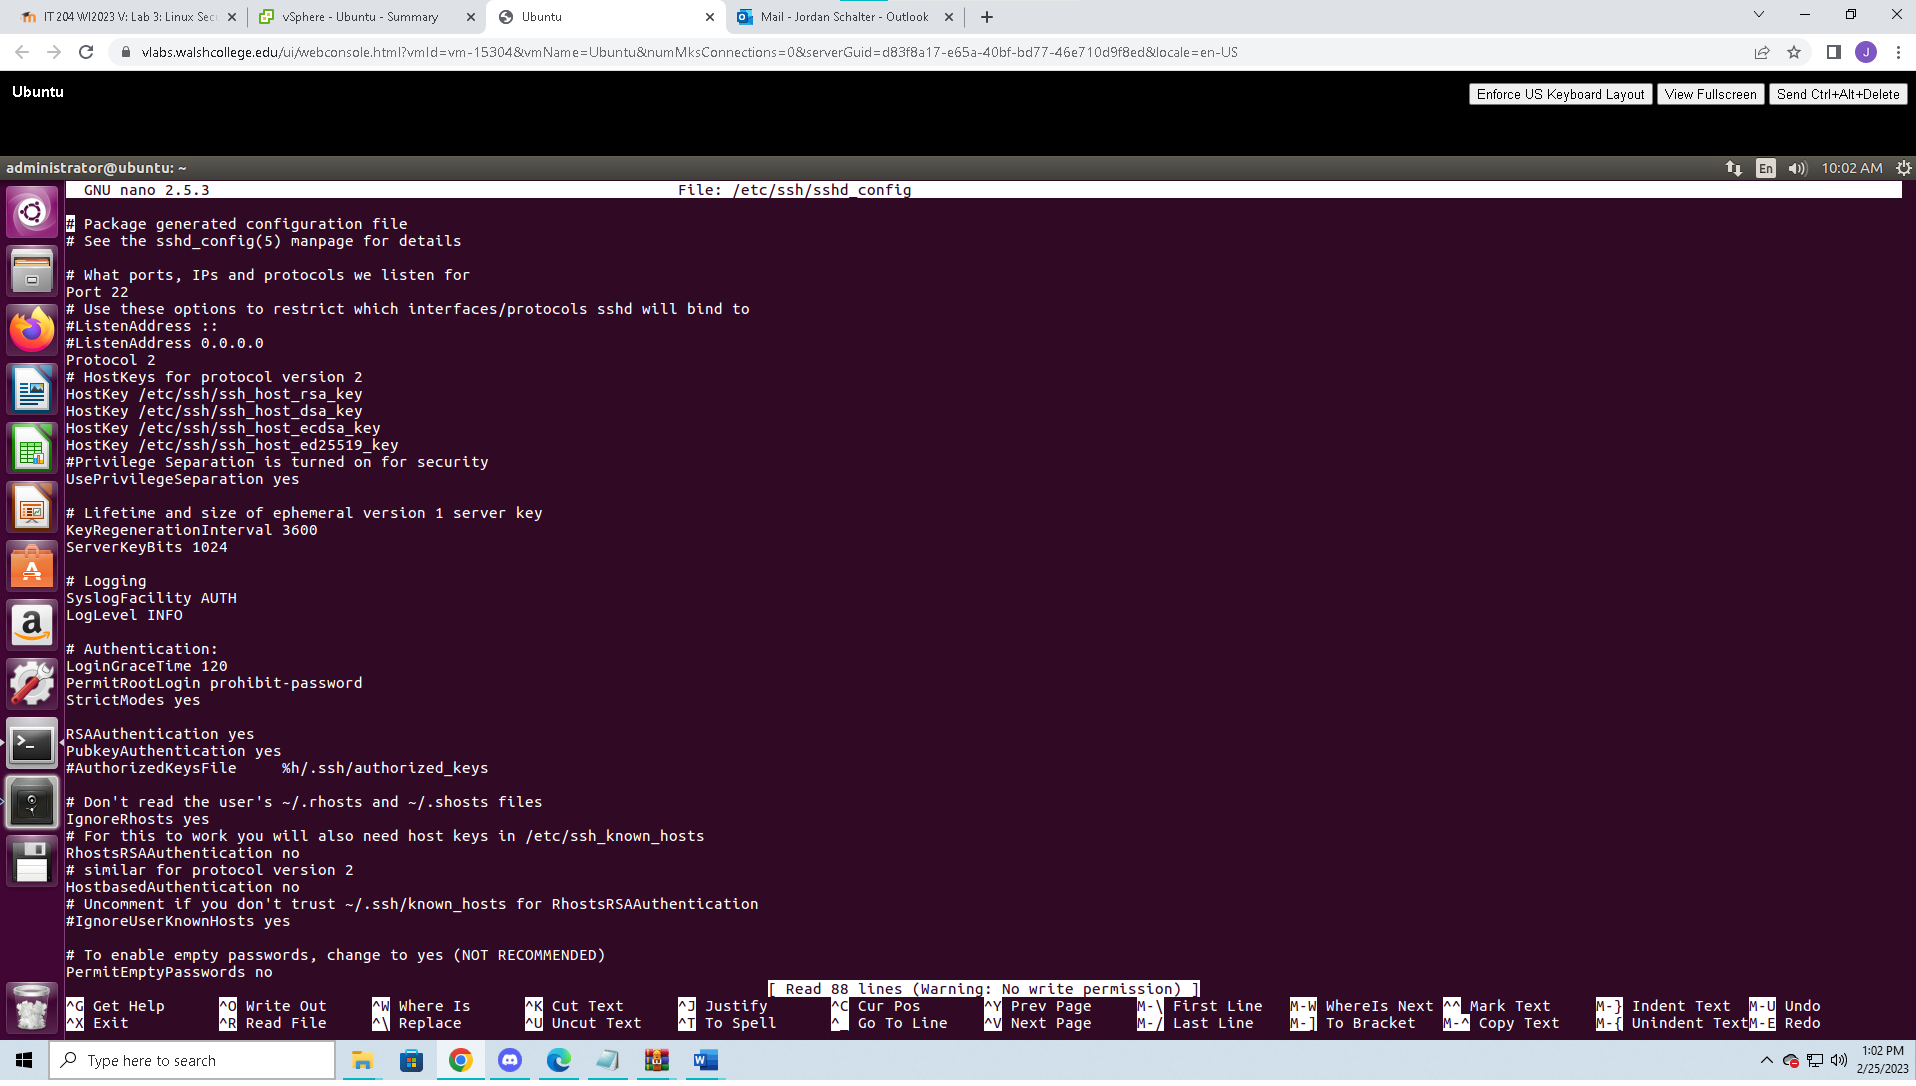 IT 204 WI2023 V: Lab 3: Linux Secu
vSphere - Ubuntu - Summary
Ubuntu
Mail - Jordan Schalter - Outlook
vlabs.walshcollege.edu/ui/webconsole.html?vmId=vm-15304&vmName=Ubuntu&numMksConnections=0&serverGuid=d83f8a17-e65a-40bf-bd77-46e710d9f8ed&locale=en-US
J
Ubuntu
Enforce US Keyboard Layout View Fullscreen Send Ctrl+Alt+Delete
administrator@ubuntu: ~
En 10:02 AM
GNU nano 2.5.3 File: /etc/ssh/sshd_config
# Package generated configuration file
# See the sshd_config(5) manpage for details
# What ports, IPs and protocols we listen for
Port 22
# Use these options to restrict which interfaces/protocols sshd will bind to
#ListenAddress ::
#ListenAddress 0.0.0.0
Protocol 2
# HostKeys for protocol version 2
HostKey /etc/ssh/ssh_host_rsa_key
HostKey /etc/ssh/ssh_host_dsa_key
HostKey /etc/ssh/ssh_host_ecdsa_key
HostKey /etc/ssh/ssh_host_ed25519_key
#Privilege Separation is turned on for security
UsePrivilegeSeparation yes
# Lifetime and size of ephemeral version 1 server key
KeyRegenerationInterval 3600
ServerKeyBits 1024
# Logging
SyslogFacility AUTH
LogLevel INFO
# Authentication:
LoginGraceTime 120
PermitRootLogin prohibit-password
StrictModes yes
RSAAuthentication yes
PubkeyAuthentication yes
#AuthorizedKeysFile %h/.ssh/authorized_keys
# Don't read the user's ~/.rhosts and ~/.shosts files
IgnoreRhosts yes
# For this to work you will also need host keys in /etc/ssh_known_hosts
RhostsRSAAuthentication no
# similar for protocol version 2
HostbasedAuthentication no
# Uncomment if you don't trust ~/.ssh/known_hosts for RhostsRSAAuthentication
#IgnoreUserKnownHosts yes
# To enable empty passwords, change to yes (NOT RECOMMENDED)
PermitEmptyPasswords no
[ Read 88 lines (Warning: No write permission) ]
^G Get Help ^O Write Out ^W Where Is ^K Cut Text ^J Justify ^C Cur Pos ^Y Prev Page M-\ First Line M-W WhereIs Next ^^ Mark Text M-} Indent Text M-U Undo
^X Exit ^R Read File ^\ Replace ^U Uncut Text ^T To Spell ^_ Go To Line ^V Next Page M-/ Last Line M-] To Bracket M-^ Copy Text M-{ Unindent Text M-E Redo
Type here to search
1:02 PM
2/25/2023